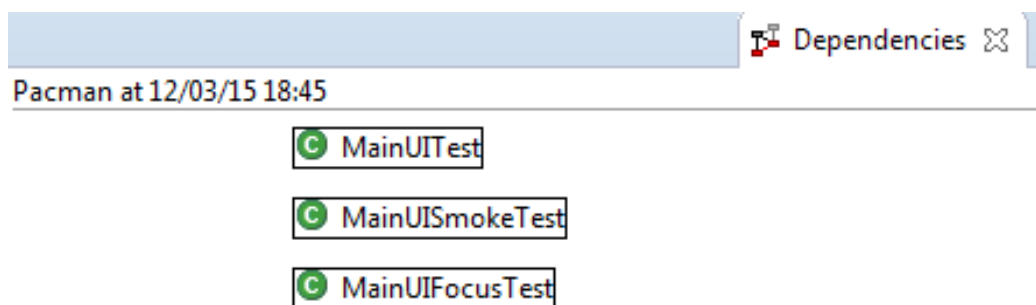 Dependencies
Pacman at 12/03/15 18:45
C MainUITest
C MainUISmokeTest
C MainUIFocusTest